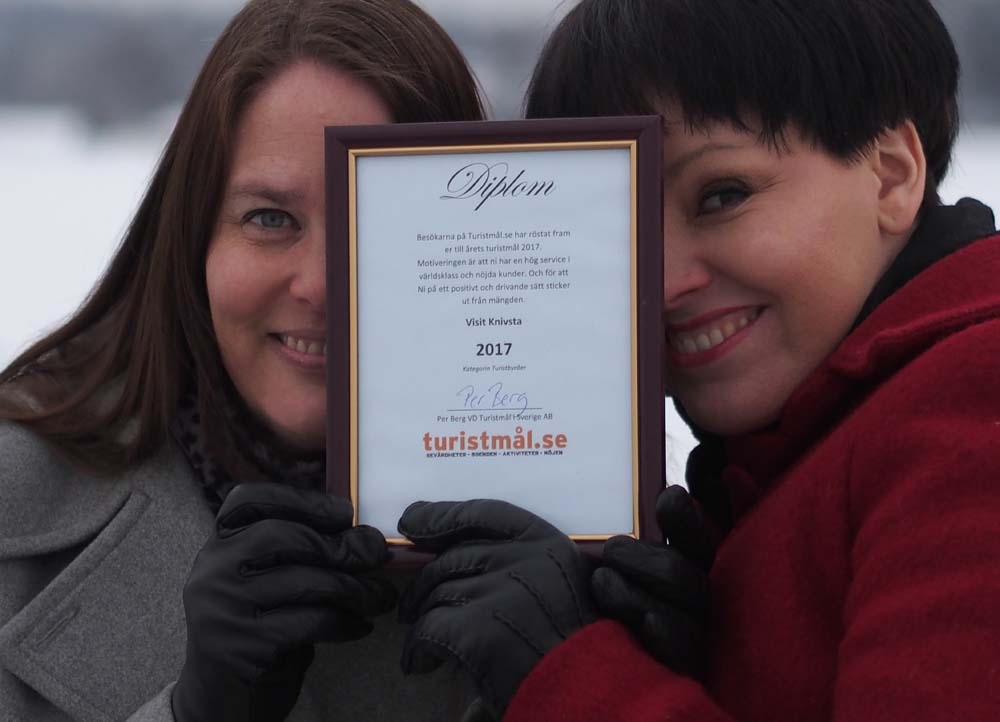 Diplom
Besökarna på Turistmål.se har röstat fram
er till årets turistmål 2017.
Motiveringen är att ni har en hög service i
världsklass och nöjda kunder. Och för att
Ni på ett positivt och drivande sätt sticker
ut från mängden.
Visit Knivsta
2017
Kategorin Turistbyråer
Per Berg
Per Berg VD Turistmål i Sverige AB
turistmål.se
SEVÄRDHETER • BOENDEN • AKTIVITETER • NÖJEN